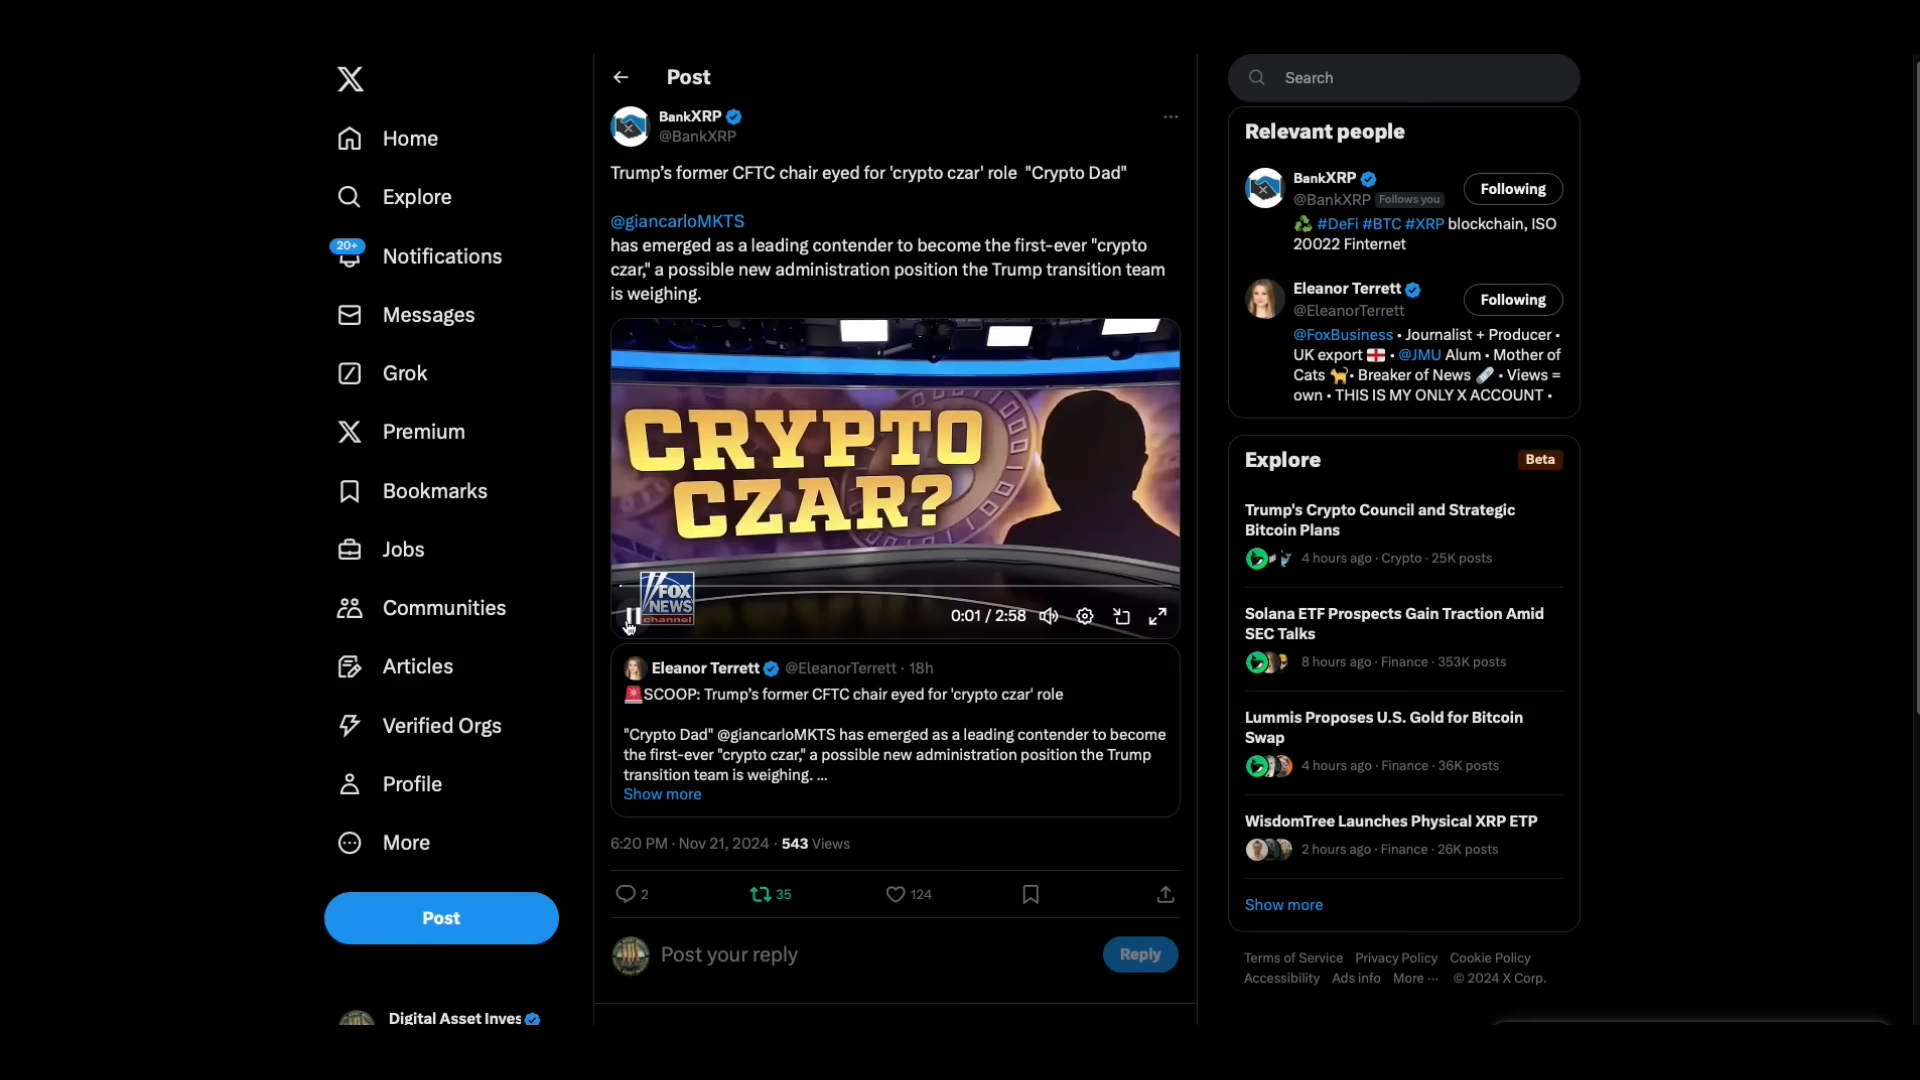 Home
Explore
20+
Notifications
Messages
Grok
Premium
Bookmarks
Jobs
Communities
Articles
Verified Orgs
Profile
More
Post
Digital Asset Inves
Post
BankXRP
@BankXRP
Trump's former CFTC chair eyed for 'crypto czar' role "Crypto Dad"
@giancarloMKTS
has emerged as a leading contender to become the first-ever "crypto
czar," a possible new administration position the Trump transition team
is weighing.
CRYPTO
CZAR?
FOX
NEWS
channel
0:01 / 2:58
Eleanor Terrett @EleanorTerrett · 18h
🚨SCOOP: Trump's former CFTC chair eyed for 'crypto czar' role
"Crypto Dad" @giancarloMKTS has emerged as a leading contender to become
the first-ever "crypto czar," a possible new administration position the Trump
transition team is weighing. ...
Show more
6:20 PM · Nov 21, 2024 · 543 Views
2
35
124
Post your reply
Reply
Search
Relevant people
BankXRP
@BankXRP Follows you
Following
♻️ #DeFi #BTC #XRP blockchain, ISO
20022 Finternet
Eleanor Terrett
@EleanorTerrett
Following
@FoxBusiness • Journalist + Producer •
UK export 🏴󠁧󠁢󠁥󠁮󠁧󠁿 • @JMU Alum • Mother of
Cats 🐈 • Breaker of News 🗞️ • Views =
own • THIS IS MY ONLY X ACCOUNT •
Explore
Beta
Trump's Crypto Council and Strategic
Bitcoin Plans
4 hours ago · Crypto · 25K posts
Solana ETF Prospects Gain Traction Amid
SEC Talks
8 hours ago · Finance · 353K posts
Lummis Proposes U.S. Gold for Bitcoin
Swap
4 hours ago · Finance · 36K posts
WisdomTree Launches Physical XRP ETP
2 hours ago · Finance · 26K posts
Show more
Terms of Service Privacy Policy Cookie Policy
Accessibility Ads info More ··· © 2024 X Corp.